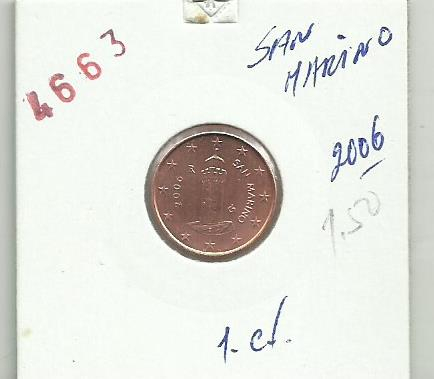 4663
SAN
MARINO
2006
1.50
2006
R
SAN MARINO
1. ct.